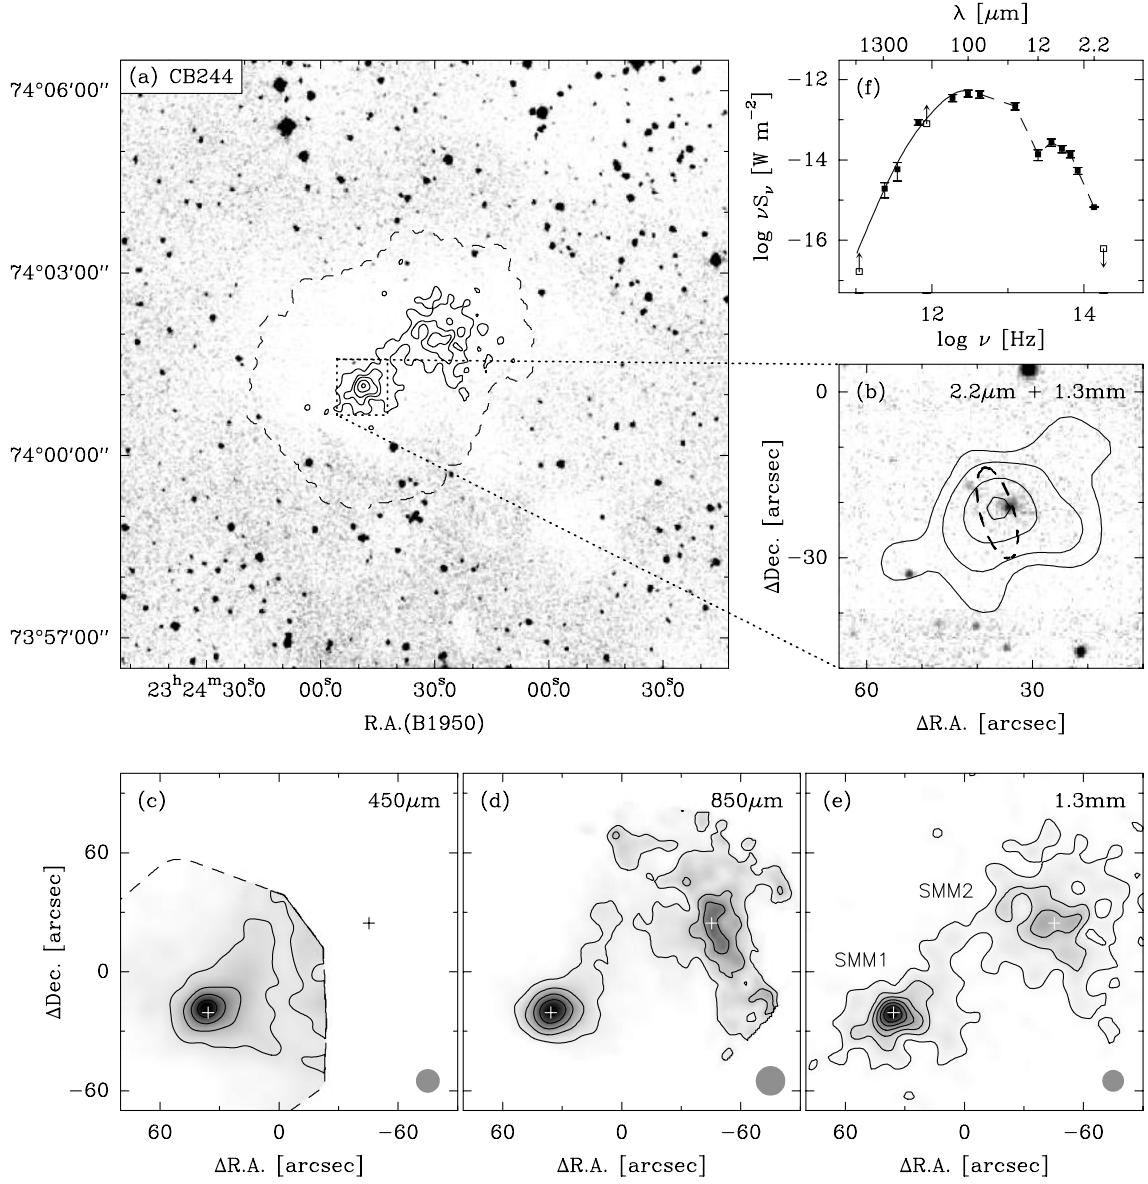 (a) CB244
74°06′00″
74°03′00″
74°00′00″
73°57′00″
23ʰ24ᵐ30ˢ.0 00ˢ.0 30ˢ.0 00ˢ.0 30ˢ.0
R.A.(B1950)
λ [μm]
1300 100 12 2.2
(f)
−12
−14
−16
log νSν [W m⁻²]
12 14
log ν [Hz]
(b) 2.2μm + 1.3mm
0
−30
ΔDec. [arcsec]
60 30
ΔR.A. [arcsec]
(c) 450μm
60
0
−60
ΔDec. [arcsec]
60 0 −60
ΔR.A. [arcsec]
(d) 850μm
60 0 −60
ΔR.A. [arcsec]
(e) 1.3mm
SMM2
SMM1
60 0 −60
ΔR.A. [arcsec]